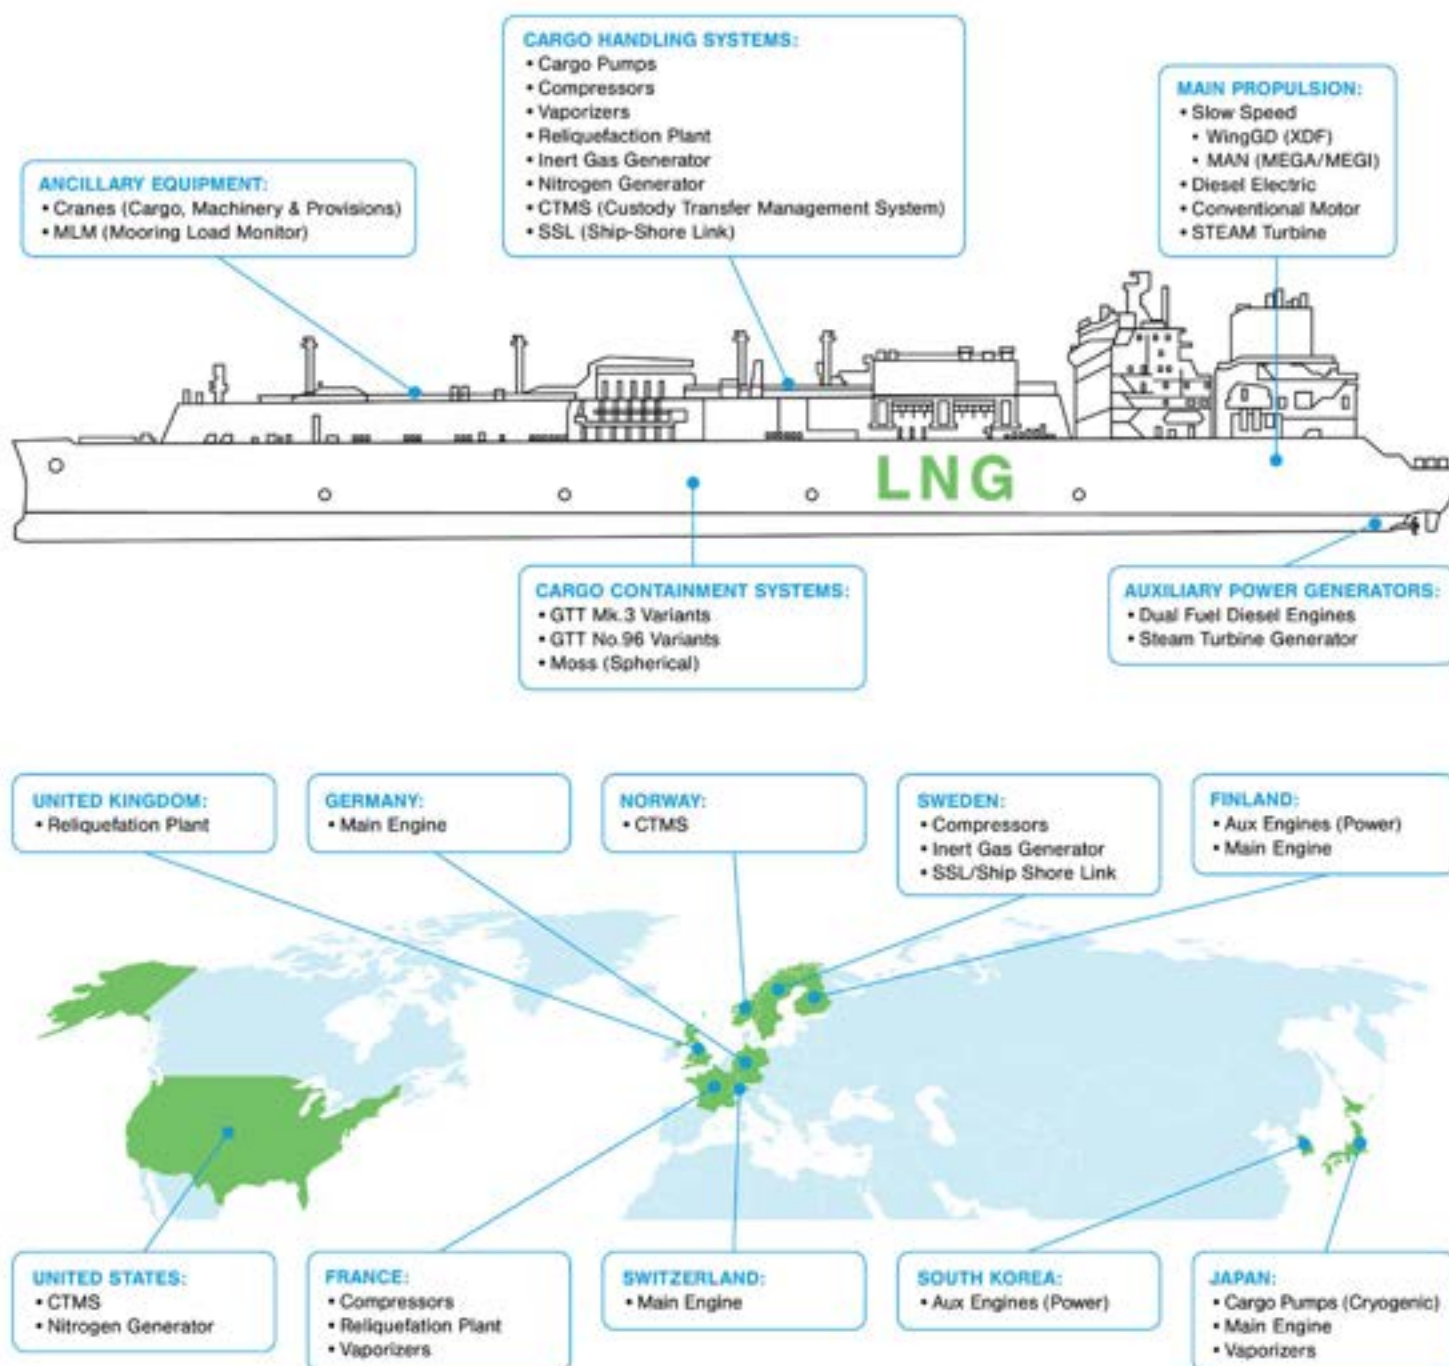 CARGO HANDLING SYSTEMS:
• Cargo Pumps
• Compressors
• Vaporizers
• Reliquefaction Plant
• Inert Gas Generator
• Nitrogen Generator
• CTMS (Custody Transfer Management System)
• SSL (Ship-Shore Link)
MAIN PROPULSION:
• Slow Speed
• WingGD (XDF)
• MAN (MEGA/MEGI)
• Diesel Electric
• Conventional Motor
• STEAM Turbine
ANCILLARY EQUIPMENT:
• Cranes (Cargo, Machinery & Provisions)
• MLM (Mooring Load Monitor)
LNG
CARGO CONTAINMENT SYSTEMS:
• GTT Mk.3 Variants
• GTT No.96 Variants
• Moss (Spherical)
AUXILIARY POWER GENERATORS:
• Dual Fuel Diesel Engines
• Steam Turbine Generator
UNITED KINGDOM:
• Reliquefation Plant
GERMANY:
• Main Engine
NORWAY:
• CTMS
SWEDEN:
• Compressors
• Inert Gas Generator
• SSL/Ship Shore Link
FINLAND:
• Aux Engines (Power)
• Main Engine
UNITED STATES:
• CTMS
• Nitrogen Generator
FRANCE:
• Compressors
• Reliquefation Plant
• Vaporizers
SWITZERLAND:
• Main Engine
SOUTH KOREA:
• Aux Engines (Power)
JAPAN:
• Cargo Pumps (Cryogenic)
• Main Engine
• Vaporizers